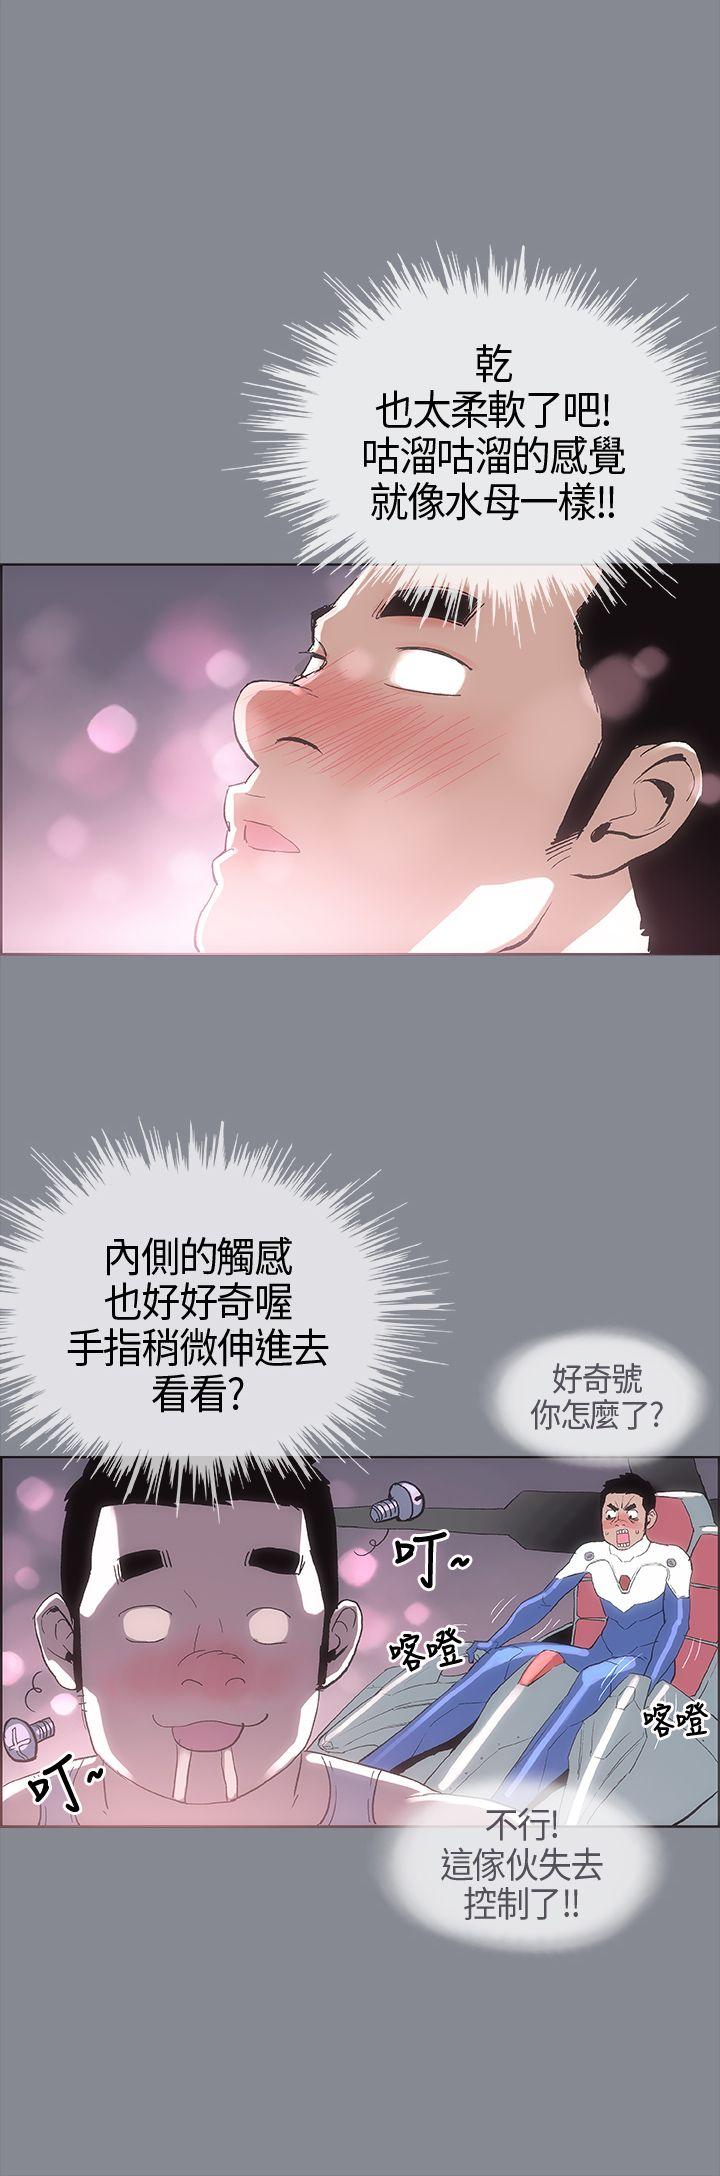 乾
也太柔軟了吧!
咕溜咕溜的感覺
就像水母一樣!!
內側的觸感
也好好奇喔
手指稍微伸進去
看看?
好奇號
你怎麼了?
叮~
喀噔
喀噔
叮~
不行!
這傢伙失去
控制了!!